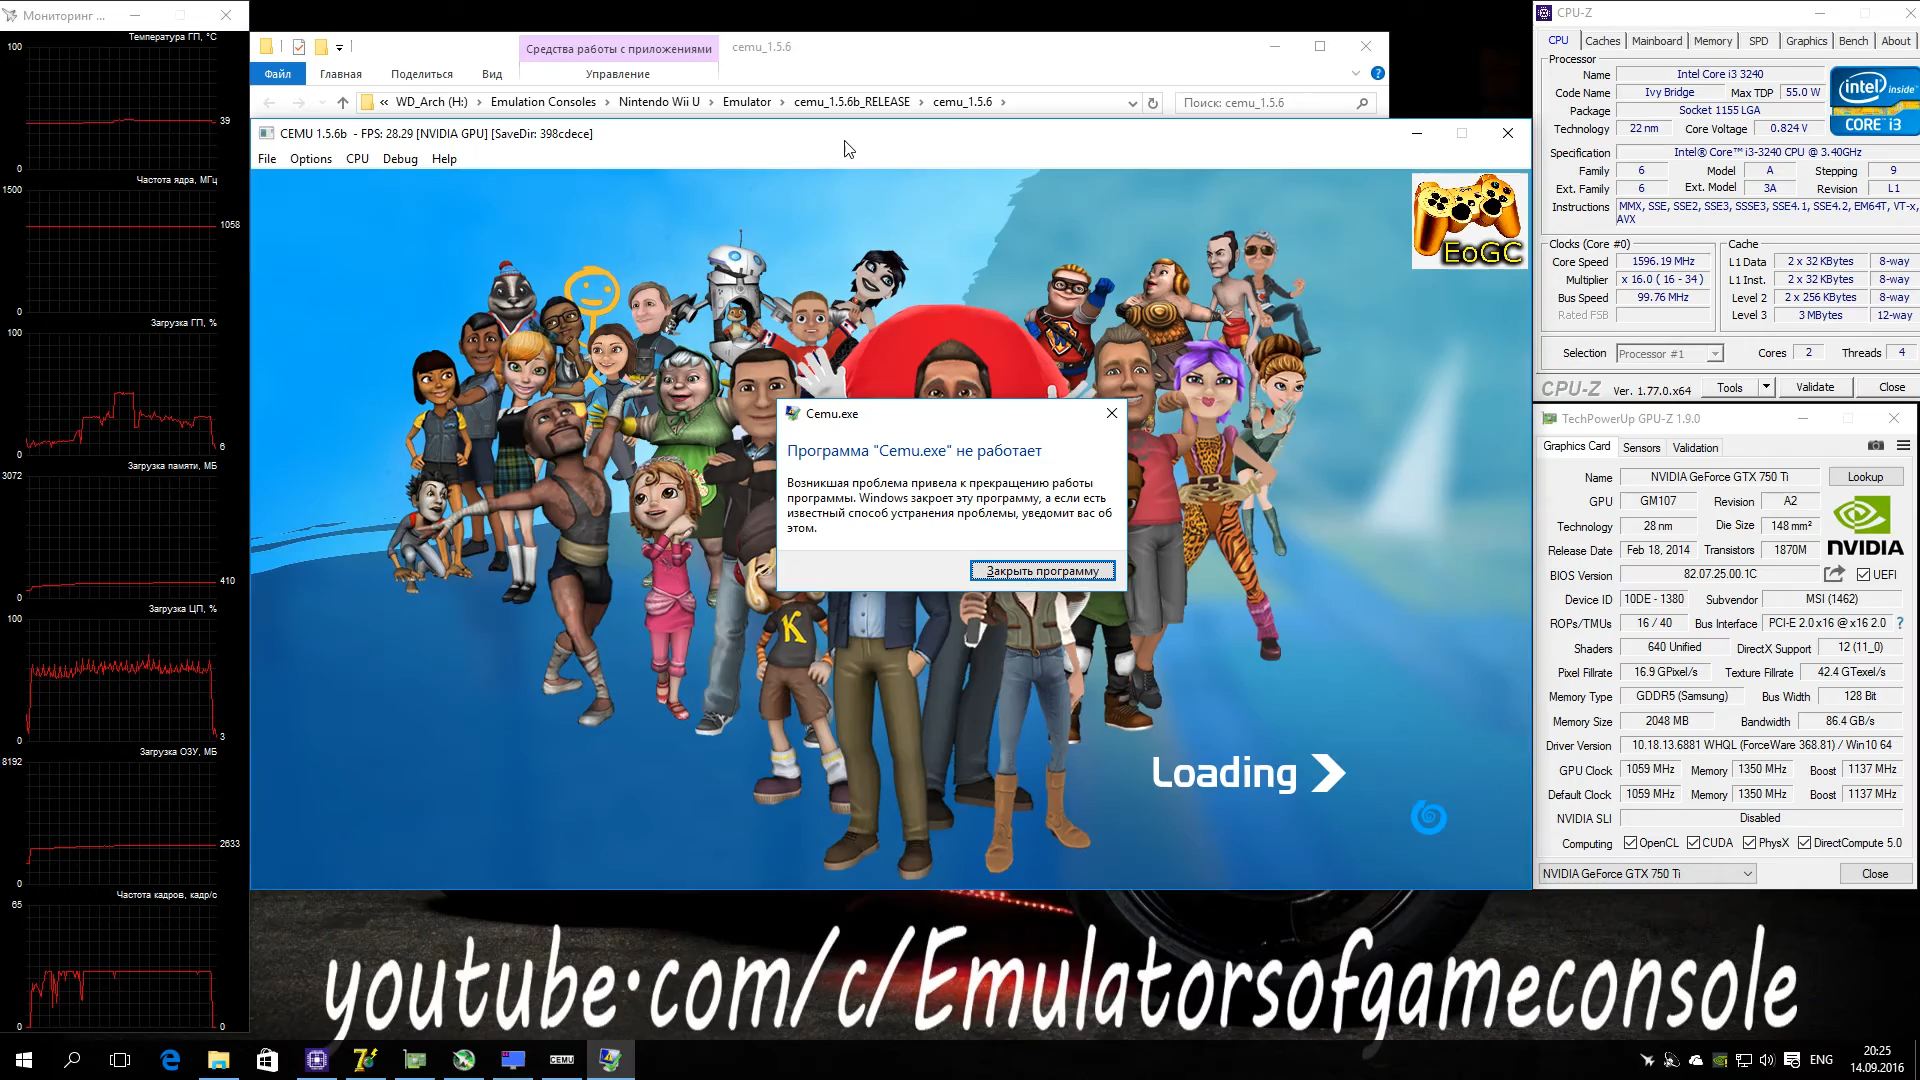 Мониторинг ...
Температура ГП, °C
100
39
0
Частота ядра, МГц
1500
1058
0
Загрузка ГП, %
100
6
0
Загрузка памяти, МБ
3072
410
0
Загрузка ЦП, %
100
3
0
Загрузка ОЗУ, МБ
8192
2633
0
Частота кадров, кадр/с
65
0
0
Средства работы с приложениями
cemu_1.5.6
Файл
Главная
Поделиться
Вид
Управление
« WD_Arch (H:) › Emulation Consoles › Nintendo Wii U › Emulator › cemu_1.5.6b_RELEASE › cemu_1.5.6 ›
Поиск: cemu_1.5.6
CEMU 1.5.6b - FPS: 28.29 [NVIDIA GPU] [SaveDir: 398cdece]
File Options CPU Debug Help
EoGC
K
Cemu.exe
Программа "Cemu.exe" не работает
Возникшая проблема привела к прекращению работы
программы. Windows закроет эту программу, а если есть
известный способ устранения проблемы, уведомит вас об
этом.
Закрыть программу
Loading
CPU-Z
CPU Caches Mainboard Memory SPD Graphics Bench About
Processor
Name Intel Core i3 3240
Code Name Ivy Bridge Max TDP 55.0 W
Package Socket 1155 LGA
Technology 22 nm Core Voltage 0.824 V
intel inside™
CORE i3
Specification Intel® Core™ i3-3240 CPU @ 3.40GHz
Family 6 Model A Stepping 9
Ext. Family 6 Ext. Model 3A Revision L1
Instructions MMX, SSE, SSE2, SSE3, SSSE3, SSE4.1, SSE4.2, EM64T, VT-x,
AVX
Clocks (Core #0)
Core Speed 1596.19 MHz
Multiplier x 16.0 ( 16 - 34 )
Bus Speed 99.76 MHz
Rated FSB
Cache
L1 Data 2 x 32 KBytes 8-way
L1 Inst. 2 x 32 KBytes 8-way
Level 2 2 x 256 KBytes 8-way
Level 3 3 MBytes 12-way
Selection Processor #1 Cores 2 Threads 4
CPU-Z Ver. 1.77.0.x64 Tools Validate Close
TechPowerUp GPU-Z 1.9.0
Graphics Card Sensors Validation
Name NVIDIA GeForce GTX 750 Ti Lookup
GPU GM107 Revision A2
Technology 28 nm Die Size 148 mm²
Release Date Feb 18, 2014 Transistors 1870M
NVIDIA
BIOS Version 82.07.25.00.1C UEFI
Device ID 10DE - 1380 Subvendor MSI (1462)
ROPs/TMUs 16 / 40 Bus Interface PCI-E 2.0 x16 @ x16 2.0 ?
Shaders 640 Unified DirectX Support 12 (11_0)
Pixel Fillrate 16.9 GPixel/s Texture Fillrate 42.4 GTexel/s
Memory Type GDDR5 (Samsung) Bus Width 128 Bit
Memory Size 2048 MB Bandwidth 86.4 GB/s
Driver Version 10.18.13.6881 WHQL (ForceWare 368.81) / Win10 64
GPU Clock 1059 MHz Memory 1350 MHz Boost 1137 MHz
Default Clock 1059 MHz Memory 1350 MHz Boost 1137 MHz
NVIDIA SLI Disabled
Computing OpenCL CUDA PhysX DirectCompute 5.0
NVIDIA GeForce GTX 750 Ti Close
youtube.com/c/Emulatorsofgameconsole
CEMU
ENG
20:25
14.09.2016